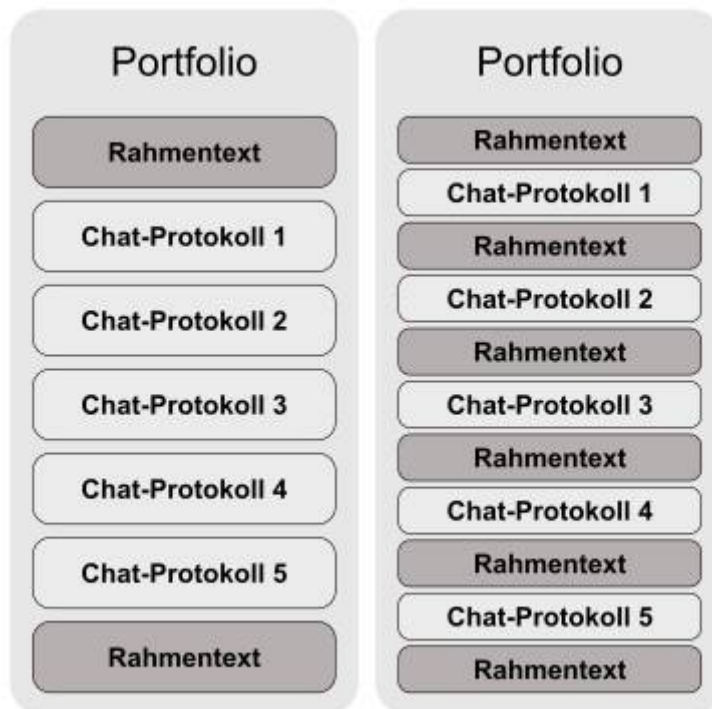 Portfolio
Rahmentext
Chat-Protokoll 1
Chat-Protokoll 2
Chat-Protokoll 3
Chat-Protokoll 4
Chat-Protokoll 5
Rahmentext
Portfolio
Rahmentext
Chat-Protokoll 1
Rahmentext
Chat-Protokoll 2
Rahmentext
Chat-Protokoll 3
Rahmentext
Chat-Protokoll 4
Rahmentext
Chat-Protokoll 5
Rahmentext